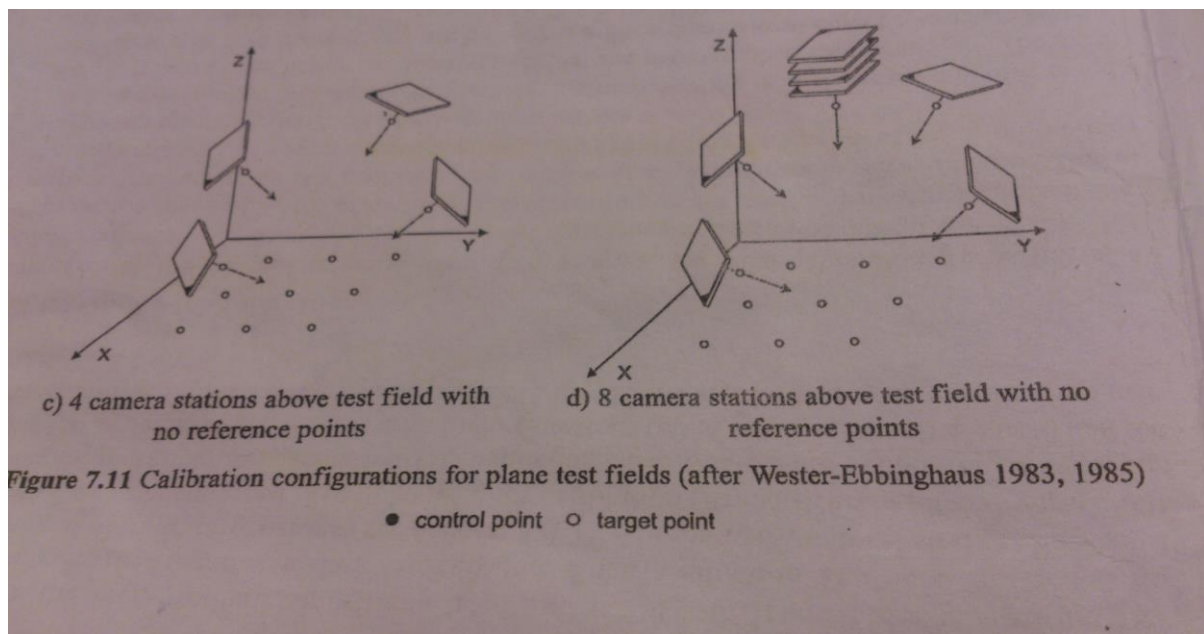 Z
Y
X
Z
Y
X
c) 4 camera stations above test field with
no reference points
d) 8 camera stations above test field with no
reference points
Figure 7.11 Calibration configurations for plane test fields (after Wester-Ebbinghaus 1983, 1985)
● control point ○ target point